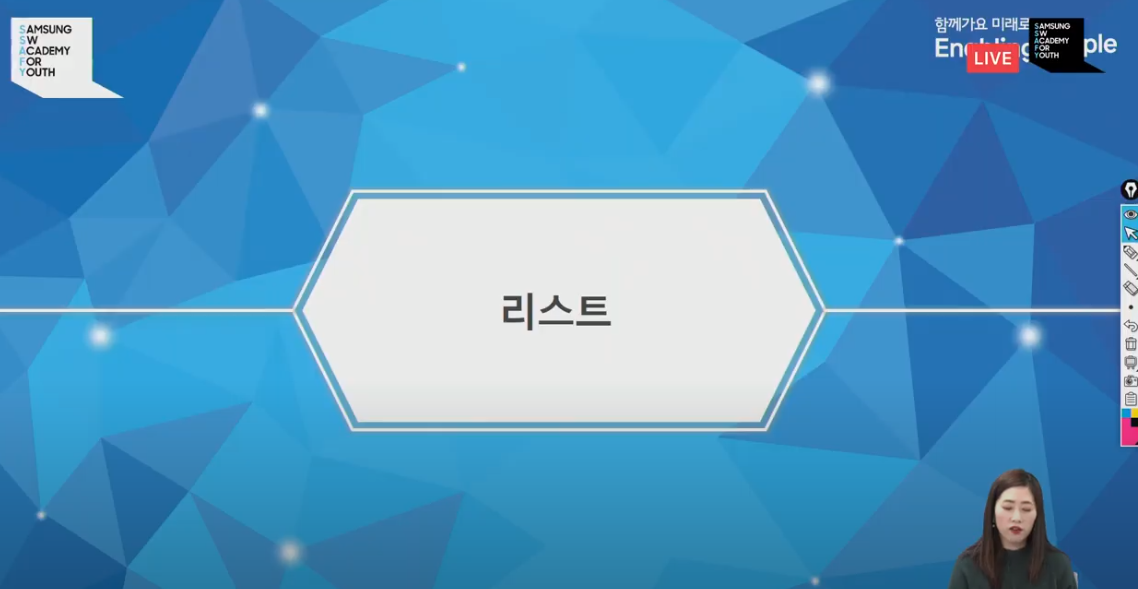 SAMSUNG
SW
ACADEMY
FOR
YOUTH
함께가요 미래로
LIVE
SAMSUNG
SW
ACADEMY
FOR
YOUTH
리스트